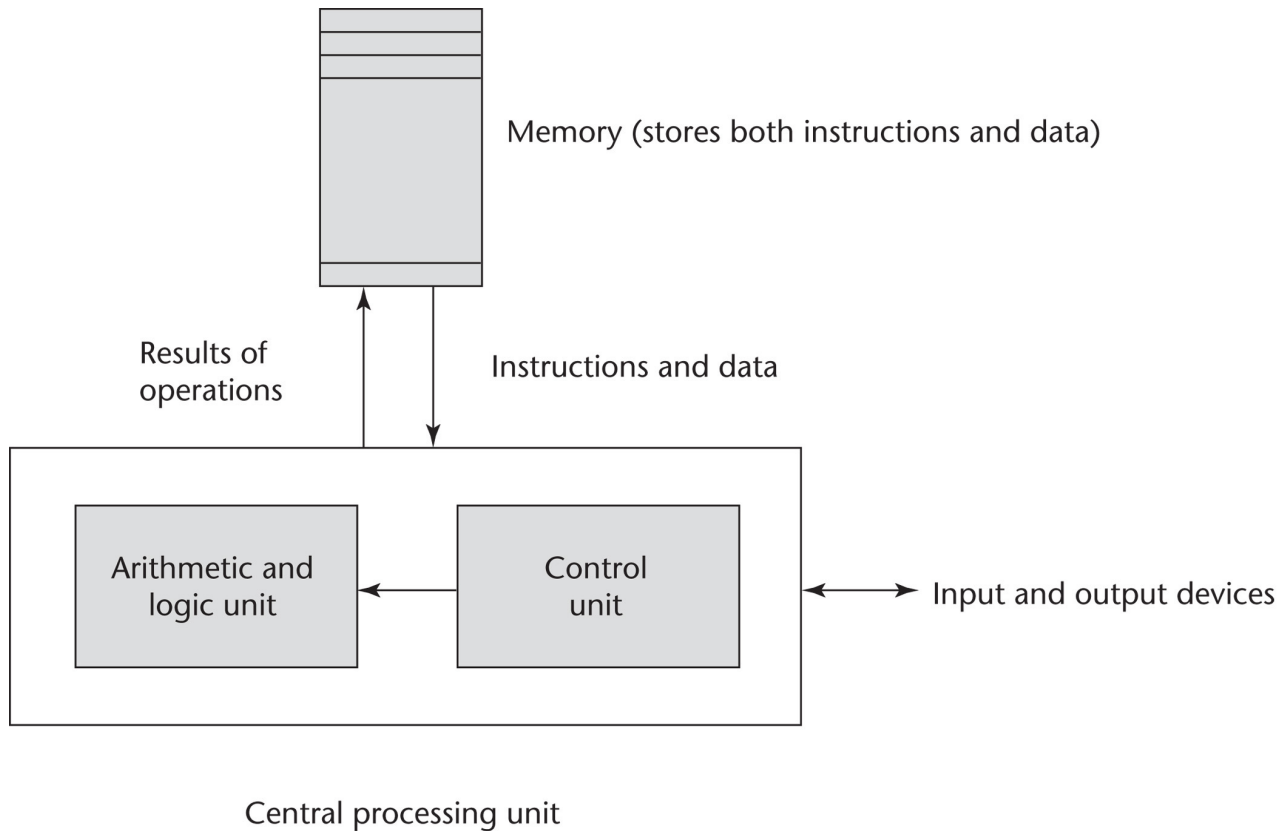 Memory (stores both instructions and data)
Results of
operations
Instructions and data
Arithmetic and
logic unit
Control
unit
Input and output devices
Central processing unit